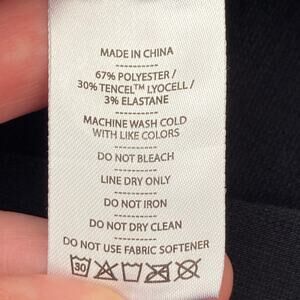 MADE IN CHINA
-----------
67% POLYESTER /
30% TENCEL™ LYOCELL /
3% ELASTANE
-----------
MACHINE WASH COLD
WITH LIKE COLORS
-----------
DO NOT BLEACH
-----------
LINE DRY ONLY
-----------
DO NOT IRON
-----------
DO NOT DRY CLEAN
-----------
DO NOT USE FABRIC SOFTENER
30